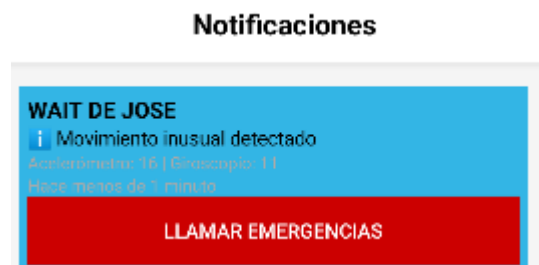 Notificaciones
WAIT DE JOSE
ℹ️ Movimiento inusual detectado
Acelerómetro: 16 | Giroscopio: 11
Hace menos de 1 minuto
LLAMAR EMERGENCIAS